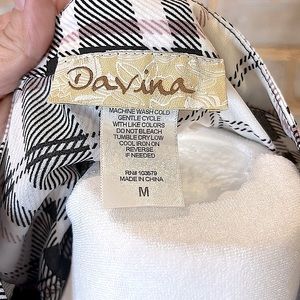 Davina
MACHINE WASH COLD
GENTLE CYCLE
WITH LIKE COLORS
DO NOT BLEACH
TUMBLE DRY LOW
COOL IRON ON
REVERSE
IF NEEDED
RN# 103579
MADE IN CHINA
M